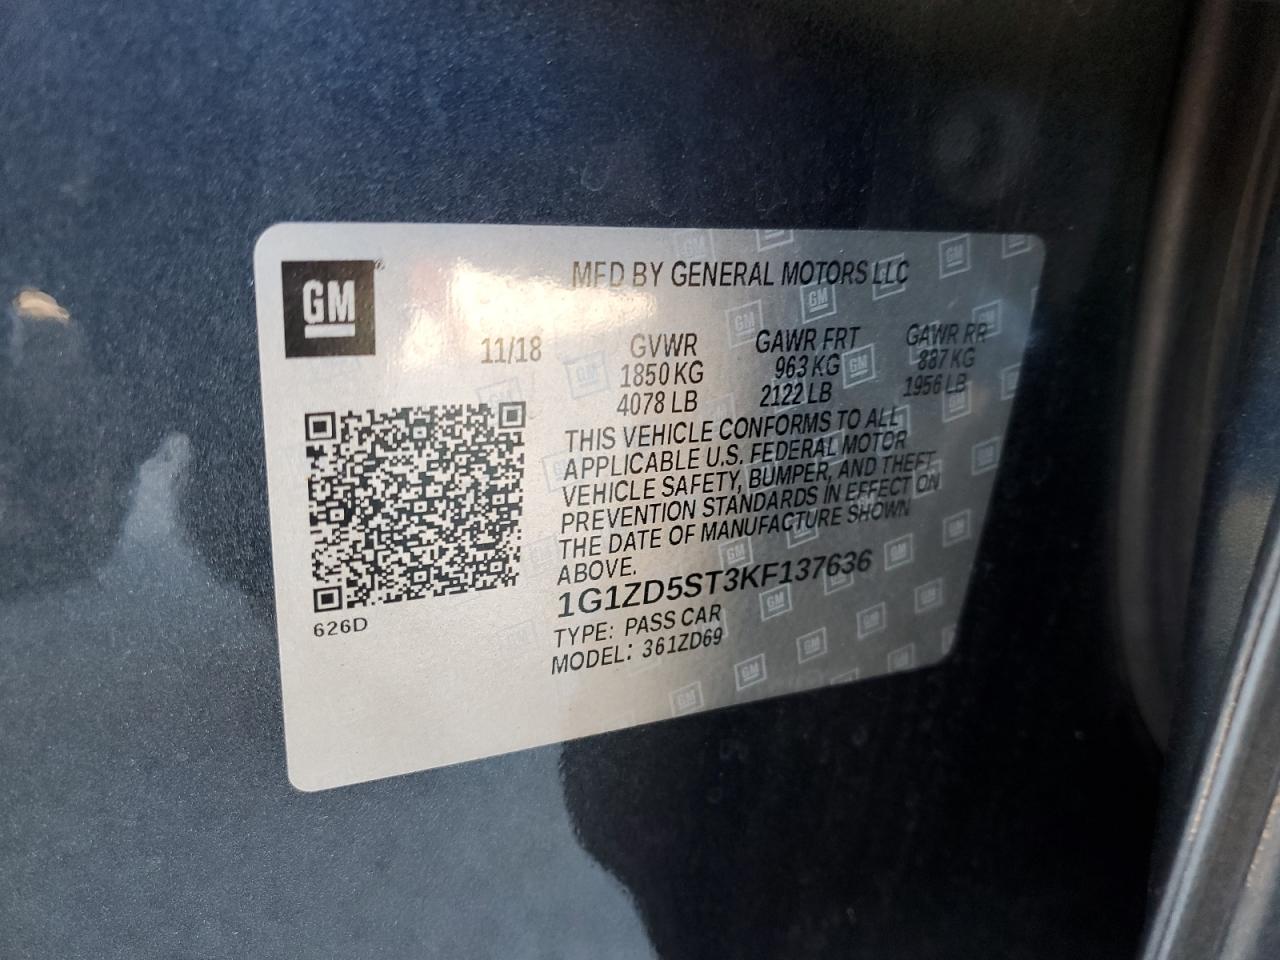 GM
MFD BY GENERAL MOTORS LLC
11/18 GVWR GAWR FRT GAWR RR
1850 KG 963 KG 887 KG
4078 LB 2122 LB 1956 LB
THIS VEHICLE CONFORMS TO ALL
APPLICABLE U.S. FEDERAL MOTOR
VEHICLE SAFETY, BUMPER, AND THEFT
PREVENTION STANDARDS IN EFFECT ON
THE DATE OF MANUFACTURE SHOWN
ABOVE.
1G1ZD5ST3KF137636
TYPE: PASS CAR
MODEL: 361ZD69
626D